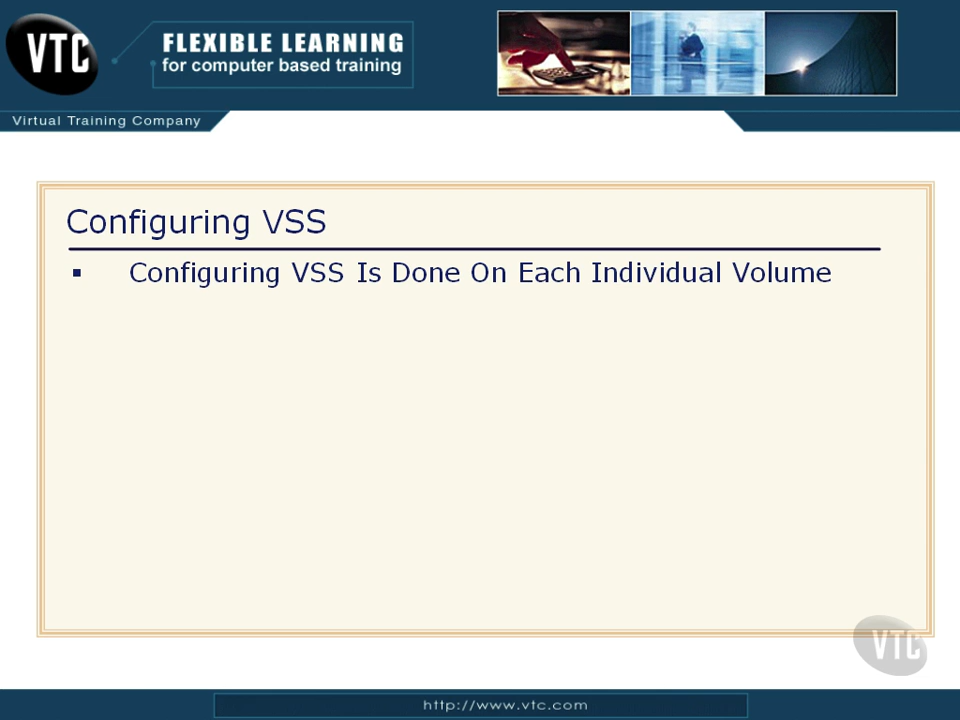 VTC
FLEXIBLE LEARNING
for computer based training
Virtual Training Company
Configuring VSS
▪ Configuring VSS Is Done On Each Individual Volume
VTC
http://www.vtc.com